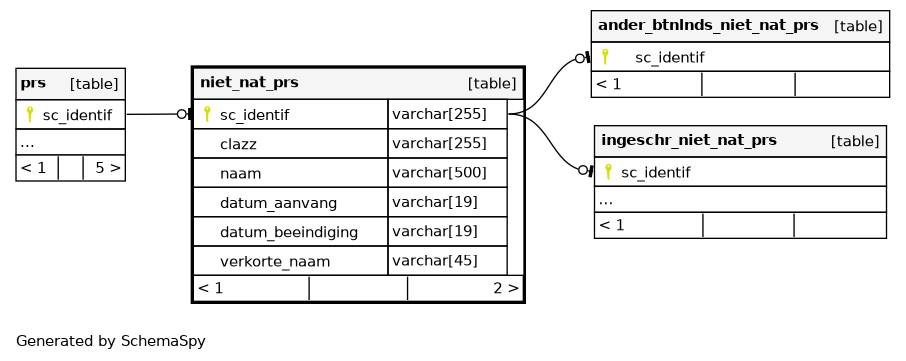 prs [table]
sc_identif
...
< 1 5 >
niet_nat_prs [table]
sc_identif varchar[255]
clazz varchar[255]
naam varchar[500]
datum_aanvang varchar[19]
datum_beeindiging varchar[19]
verkorte_naam varchar[45]
< 1 2 >
ander_btnlnds_niet_nat_prs [table]
sc_identif
< 1
ingeschr_niet_nat_prs [table]
sc_identif
...
< 1
Generated by SchemaSpy